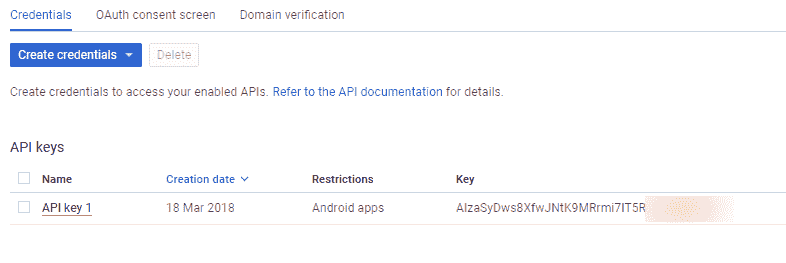 Credentials OAuth consent screen Domain verification
Create credentials Delete
Create credentials to access your enabled APIs. Refer to the API documentation for details.
API keys
Name Creation date Restrictions Key
API key 1 18 Mar 2018 Android apps AIzaSyDws8XfwJNtK9MRrmi7IT5R